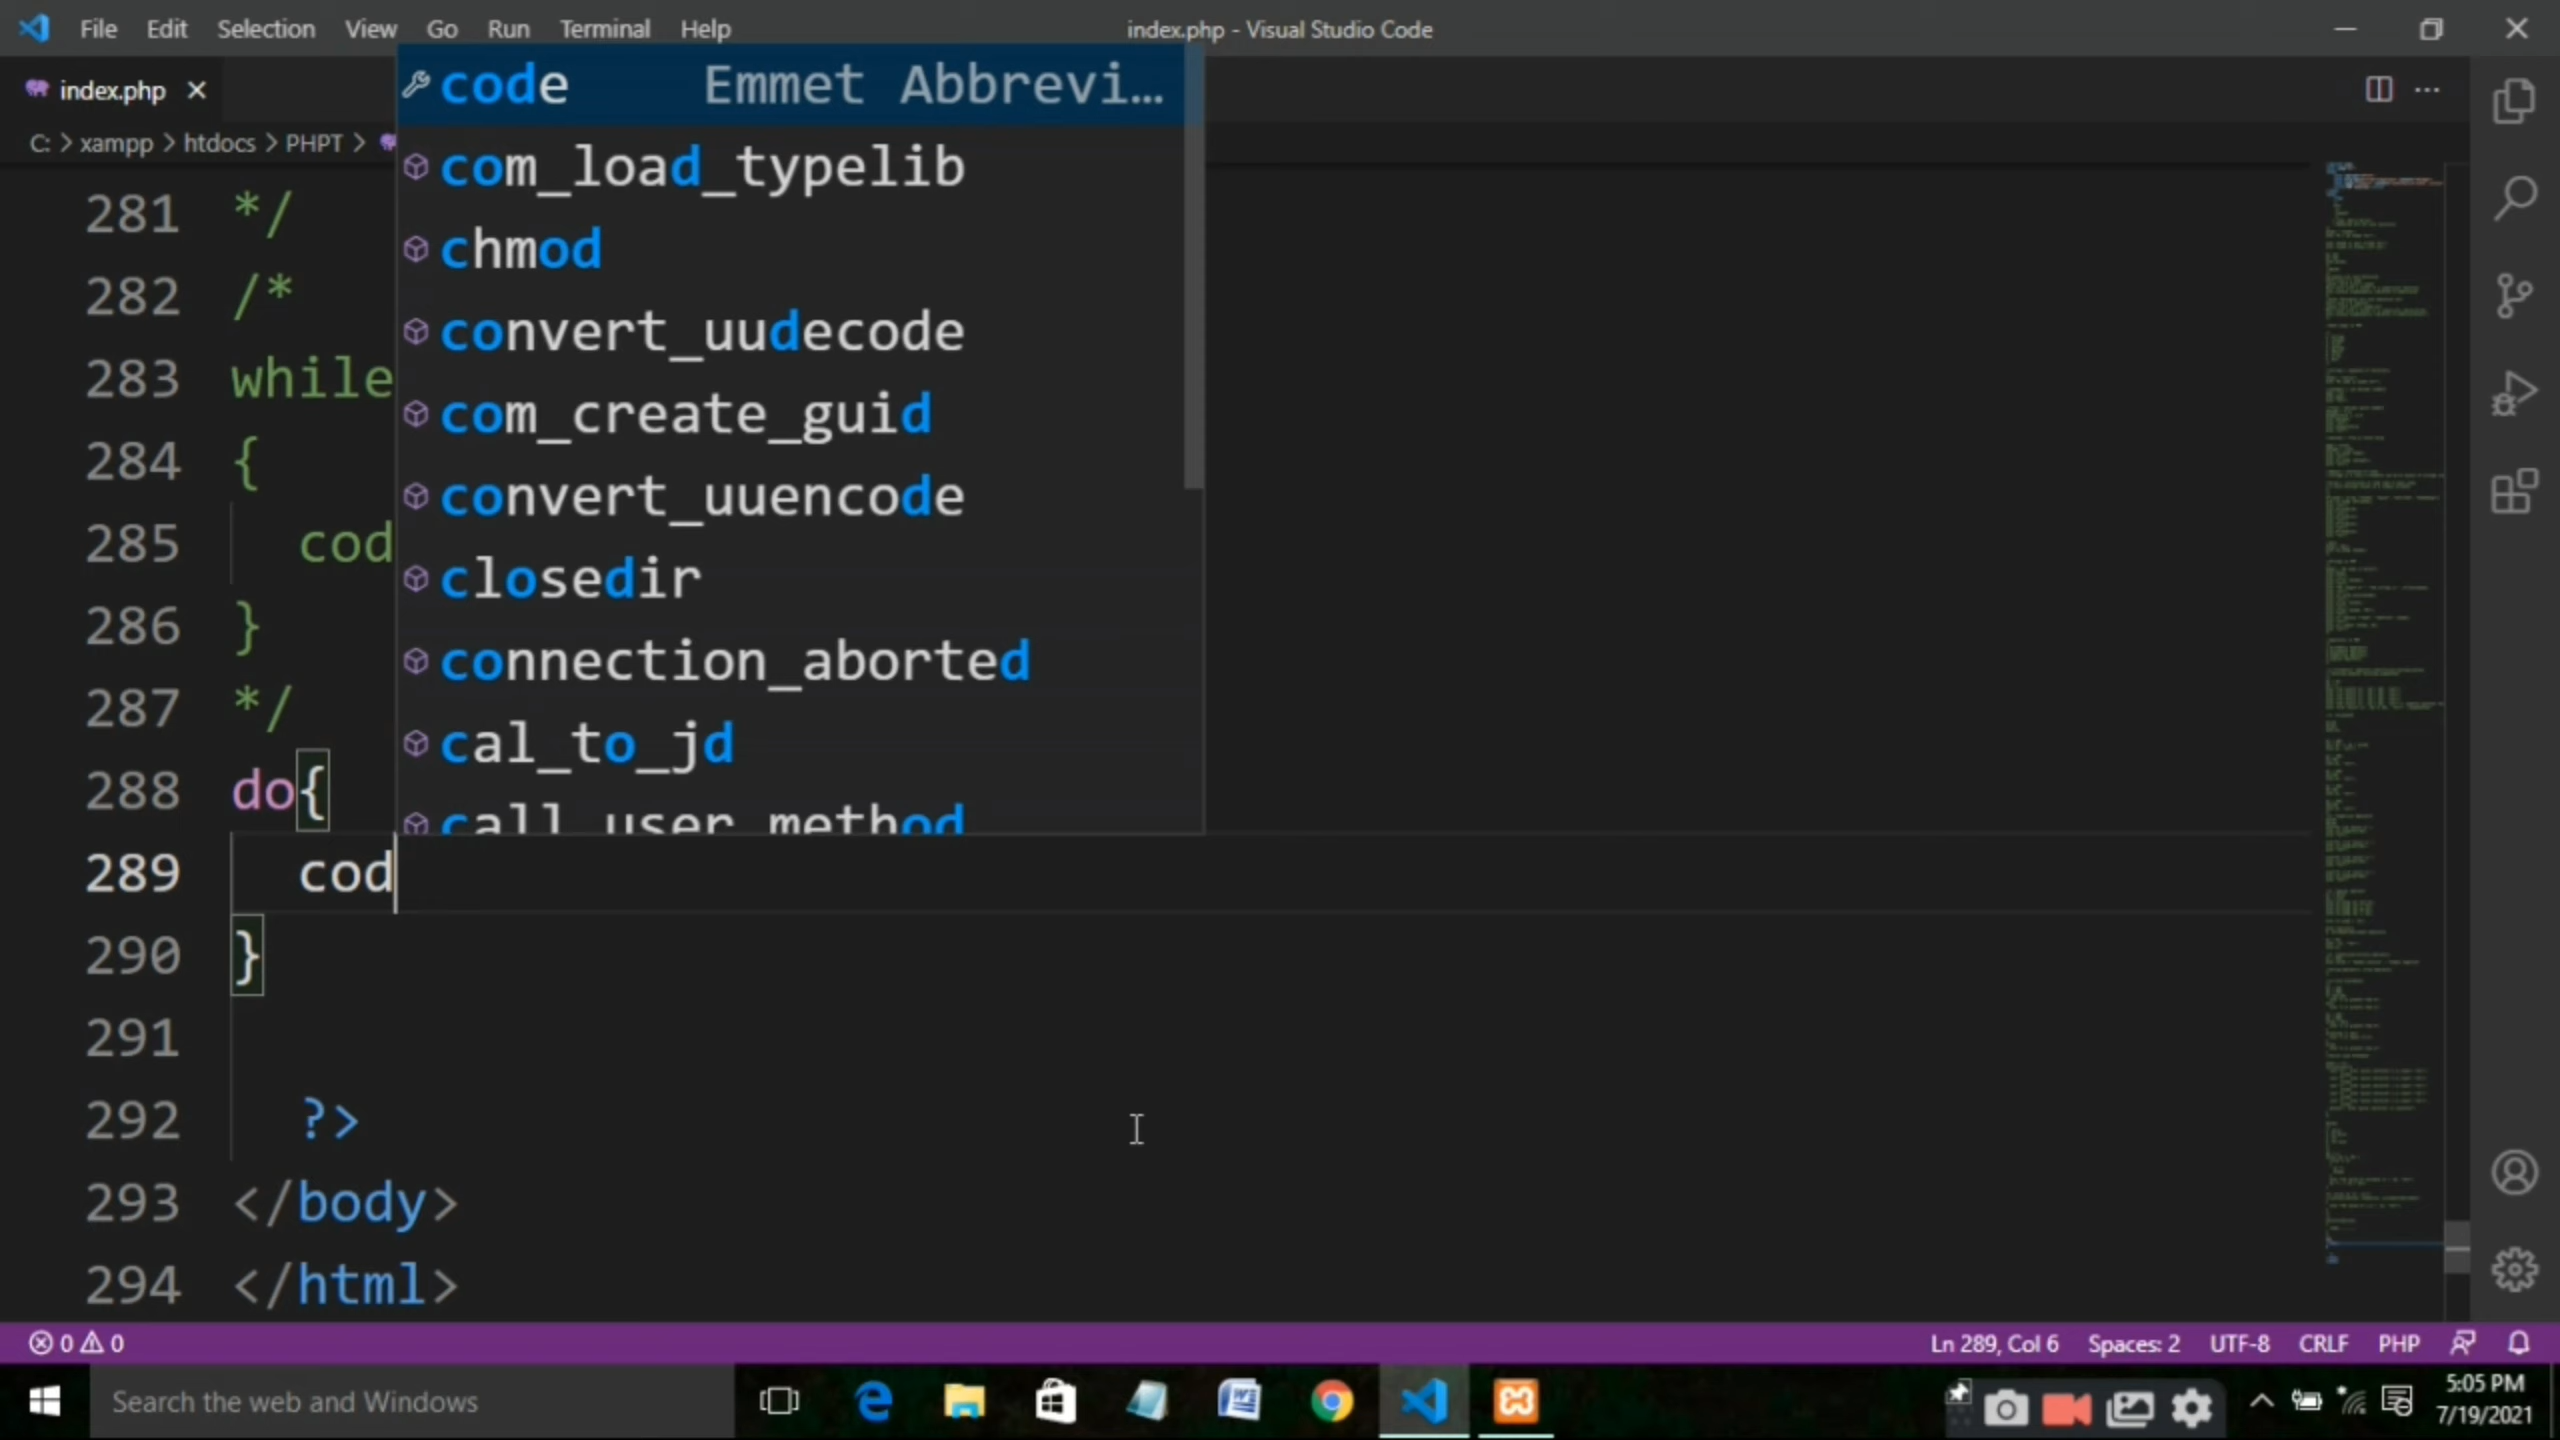 File Edit Selection View Go Run Terminal Help index.php - Visual Studio Code
index.php
C: > xampp > htdocs > PHPT >
code Emmet Abbrevi...
com_load_typelib
chmod
convert_uudecode
com_create_guid
convert_uuencode
closedir
connection_aborted
cal_to_jd
call_user_method
281 */
282 /*
283 while
284 {
285 cod
286 }
287 */
288 do{
289 cod
290 }
291
292 ?>
293 </body>
294 </html>
0 0 Ln 289, Col 6 Spaces: 2 UTF-8 CRLF PHP
Search the web and Windows
5:05 PM
7/19/2021